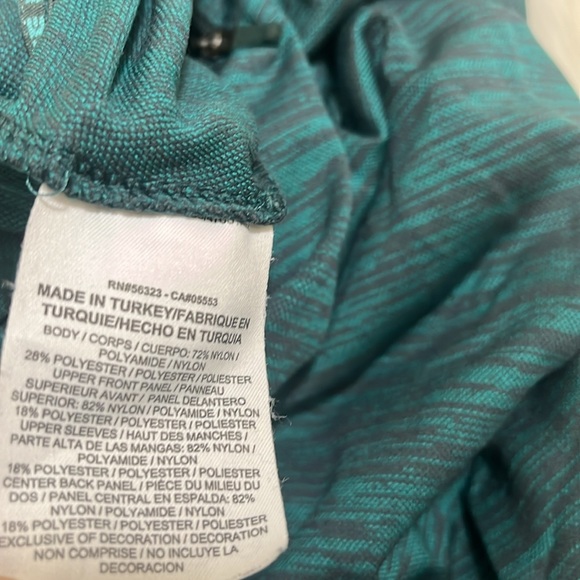 RN#56323 - CA#05553
MADE IN TURKEY/FABRIQUE EN
TURQUIE/HECHO EN TURQUIA
BODY / CORPS / CUERPO: 72% NYLON /
POLYAMIDE / NYLON
28% POLYESTER / POLYESTER / POLIESTER
UPPER FRONT PANEL / PANNEAU
SUPERIEUR AVANT / PANEL DELANTERO
SUPERIOR: 82% NYLON / POLYAMIDE / NYLON
18% POLYESTER / POLYESTER / POLIESTER
UPPER SLEEVES / HAUT DES MANCHES /
PARTE ALTA DE LAS MANGAS: 82% NYLON /
POLYAMIDE / NYLON
18% POLYESTER / POLYESTER / POLIESTER
CENTER BACK PANEL / PIÈCE DU MILIEU DU
DOS / PANEL CENTRAL EN ESPALDA: 82%
NYLON / POLYAMIDE / NYLON
18% POLYESTER / POLYESTER / POLIESTER
EXCLUSIVE OF DECORATION / DECORATION
NON COMPRISE / NO INCLUYE LA
DECORACION